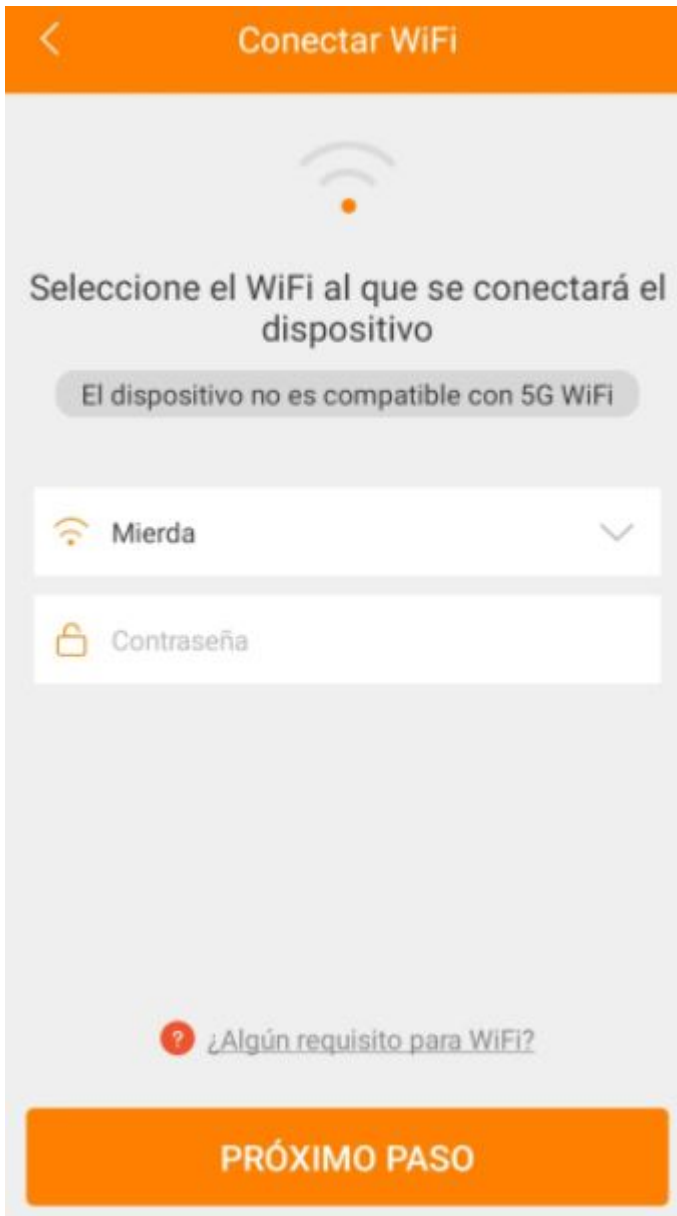 Conectar WiFi
Seleccione el WiFi al que se conectará el
dispositivo
El dispositivo no es compatible con 5G WiFi
Mierda
Contraseña
? ¿Algún requisito para WiFi?
PRÓXIMO PASO